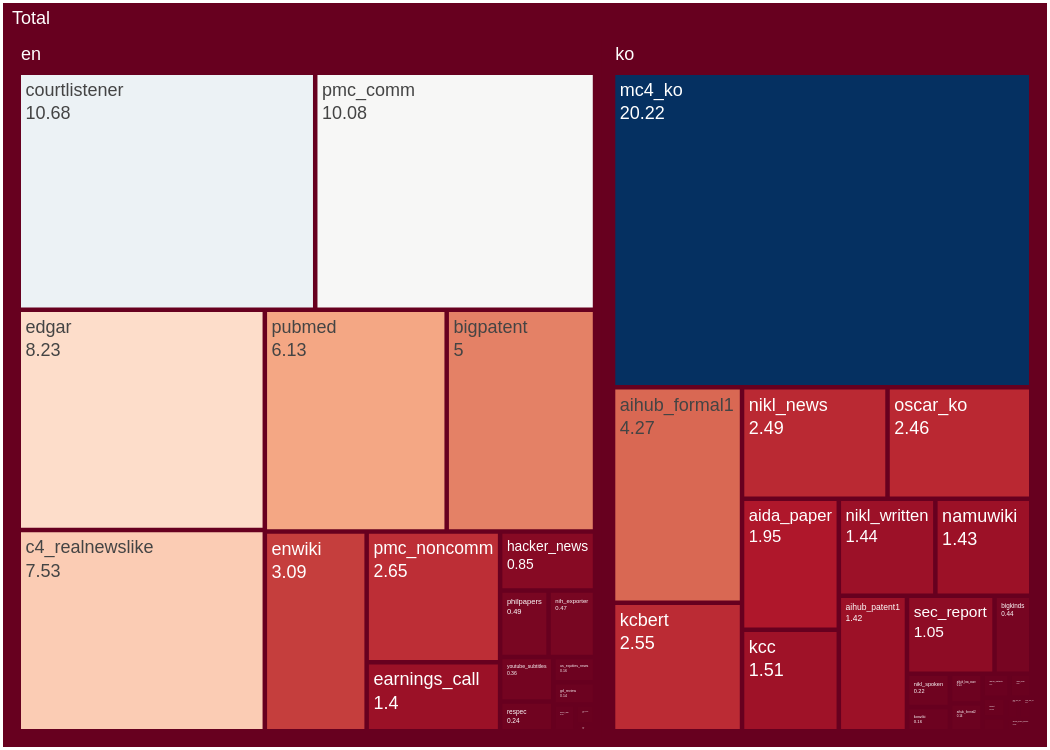 Total
en
courtlistener
10.68
pmc_comm
10.08
edgar
8.23
pubmed
6.13
bigpatent
5
c4_realnewslike
7.53
enwiki
3.09
pmc_noncomm
2.65
earnings_call
1.4
hacker_news
0.85
philpapers
0.49
nih_exporter
0.47
youtube_subtitles
0.36
respec
0.24
ko
mc4_ko
20.22
aihub_formal1
4.27
nikl_news
2.49
oscar_ko
2.46
aida_paper
1.95
nikl_written
1.44
namuwiki
1.43
kcbert
2.55
kcc
1.51
aihub_patent1
1.42
sec_report
1.05
bigkinds
0.44
nikl_spoken
0.22